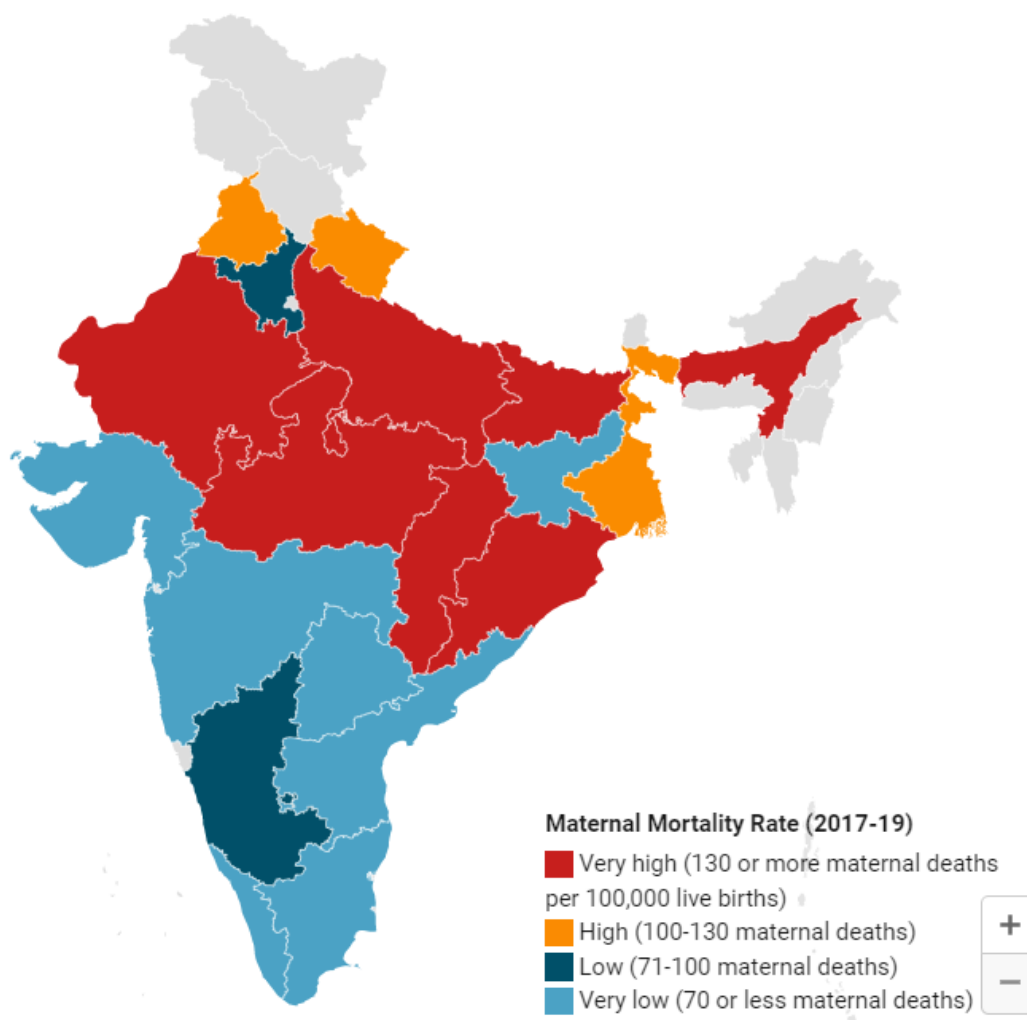 Maternal Mortality Rate (2017-19)
Very high (130 or more maternal deaths
per 100,000 live births)
High (100-130 maternal deaths)
Low (71-100 maternal deaths)
Very low (70 or less maternal deaths)
+
−